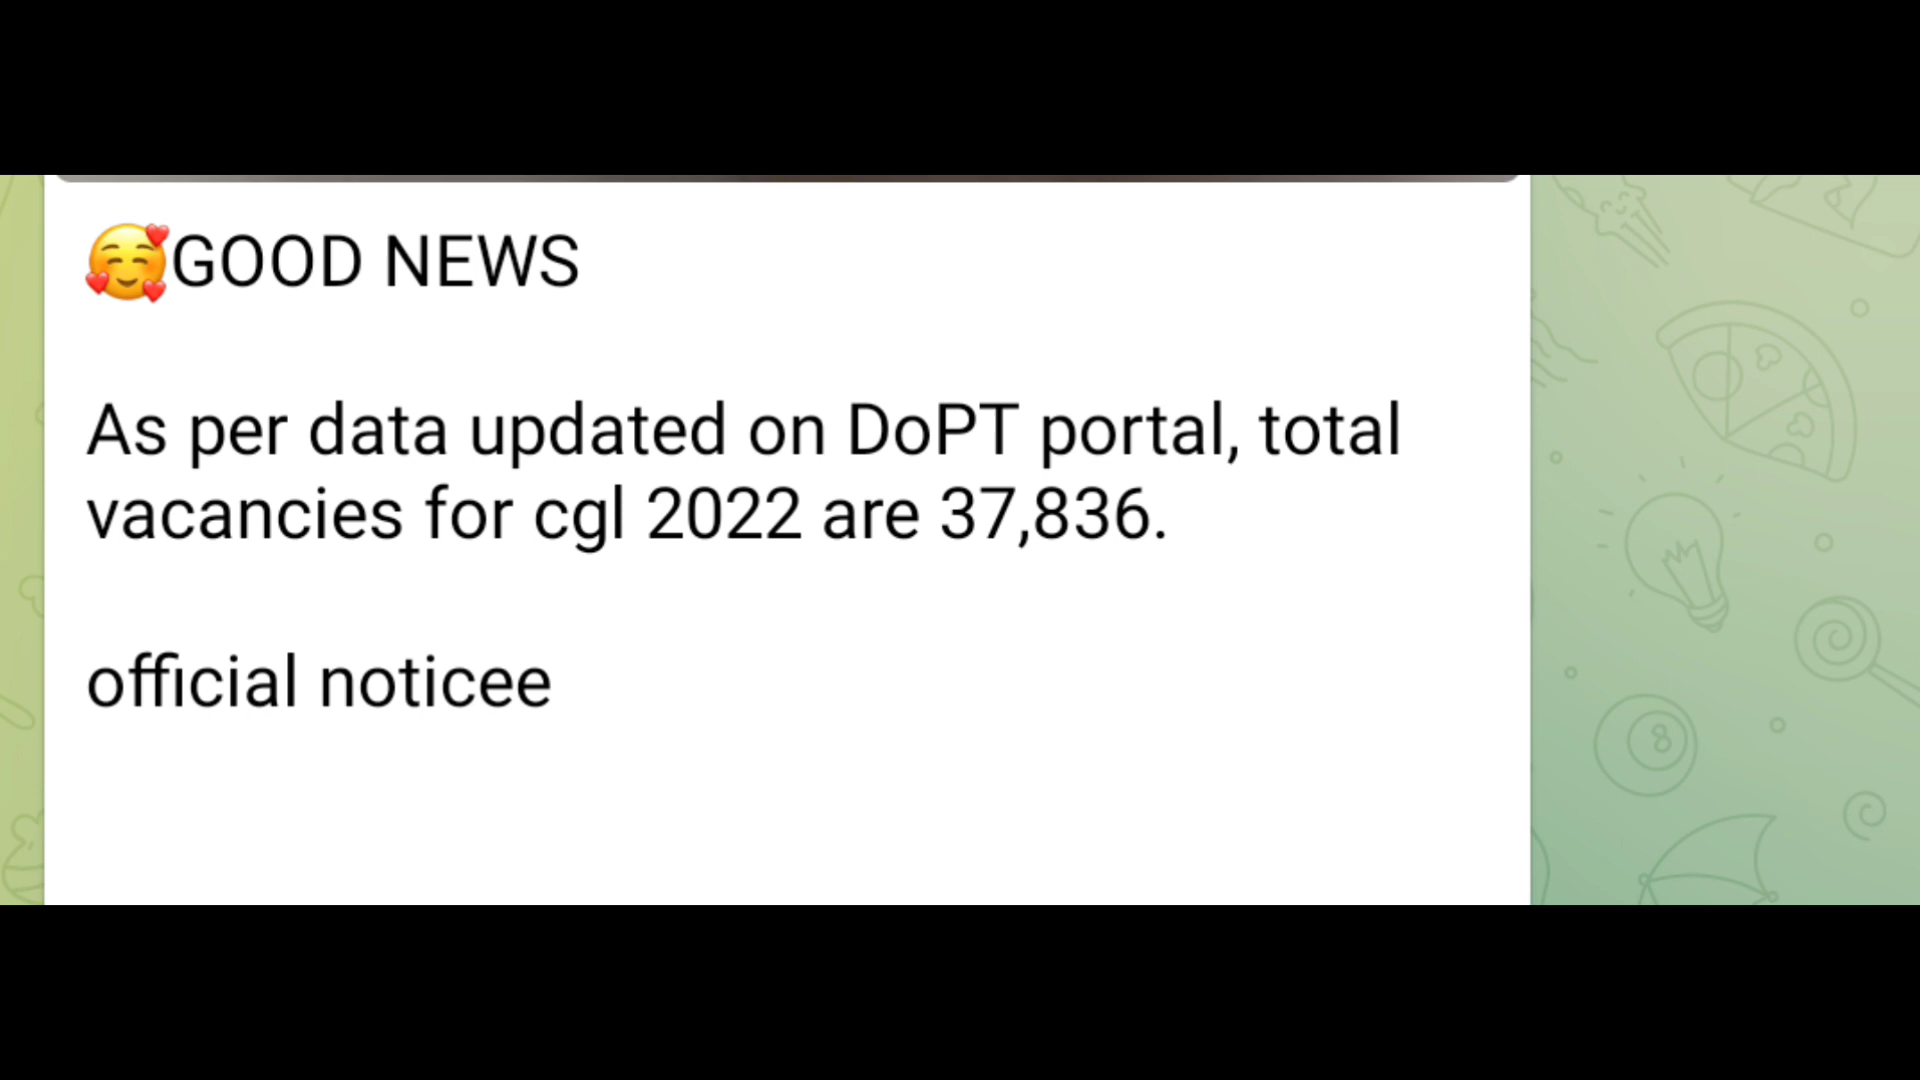 🥰GOOD NEWS
As per data updated on DoPT portal, total
vacancies for cgl 2022 are 37,836.
official noticee
8